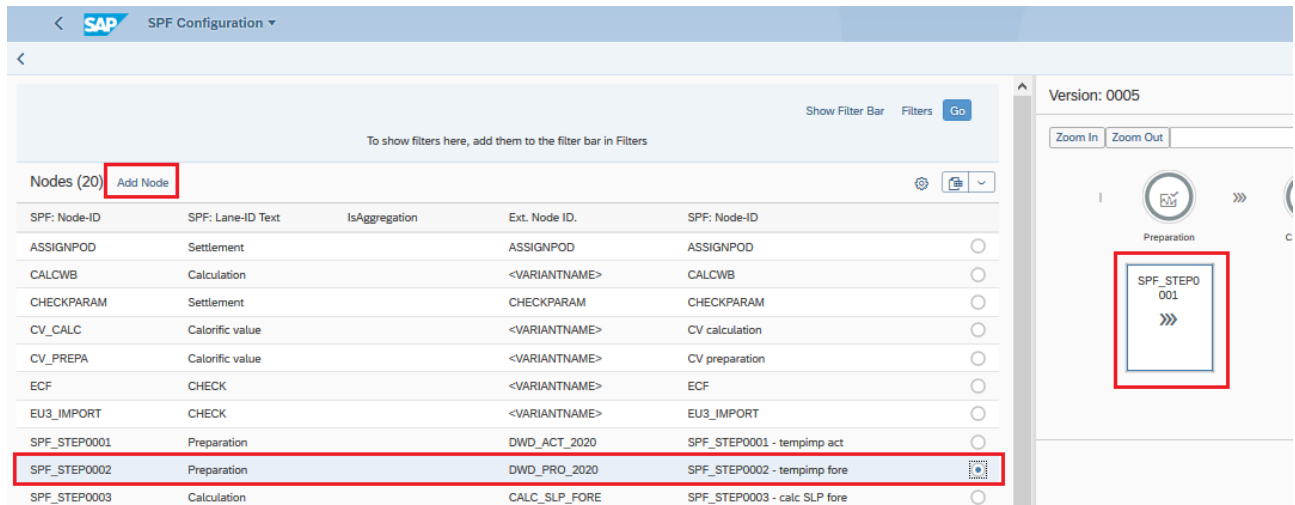 SAP SPF Configuration
Show Filter Bar Filters Go
To show filters here, add them to the filter bar in Filters
Nodes (20) Add Node
SPF: Node-ID SPF: Lane-ID Text IsAggregation Ext. Node ID. SPF: Node-ID
ASSIGNPOD Settlement ASSIGNPOD ASSIGNPOD
CALCWB Calculation <VARIANTNAME> CALCWB
CHECKPARAM Settlement CHECKPARAM CHECKPARAM
CV_CALC Calorific value <VARIANTNAME> CV calculation
CV_PREPA Calorific value <VARIANTNAME> CV preparation
ECF CHECK <VARIANTNAME> ECF
EU3_IMPORT CHECK <VARIANTNAME> EU3_IMPORT
SPF_STEP0001 Preparation DWD_ACT_2020 SPF_STEP0001 - tempimp act
SPF_STEP0002 Preparation DWD_PRO_2020 SPF_STEP0002 - tempimp fore
SPF_STEP0003 Calculation CALC_SLP_FORE SPF_STEP0003 - calc SLP fore
Version: 0005
Zoom In Zoom Out
Preparation C
SPF_STEP0
001